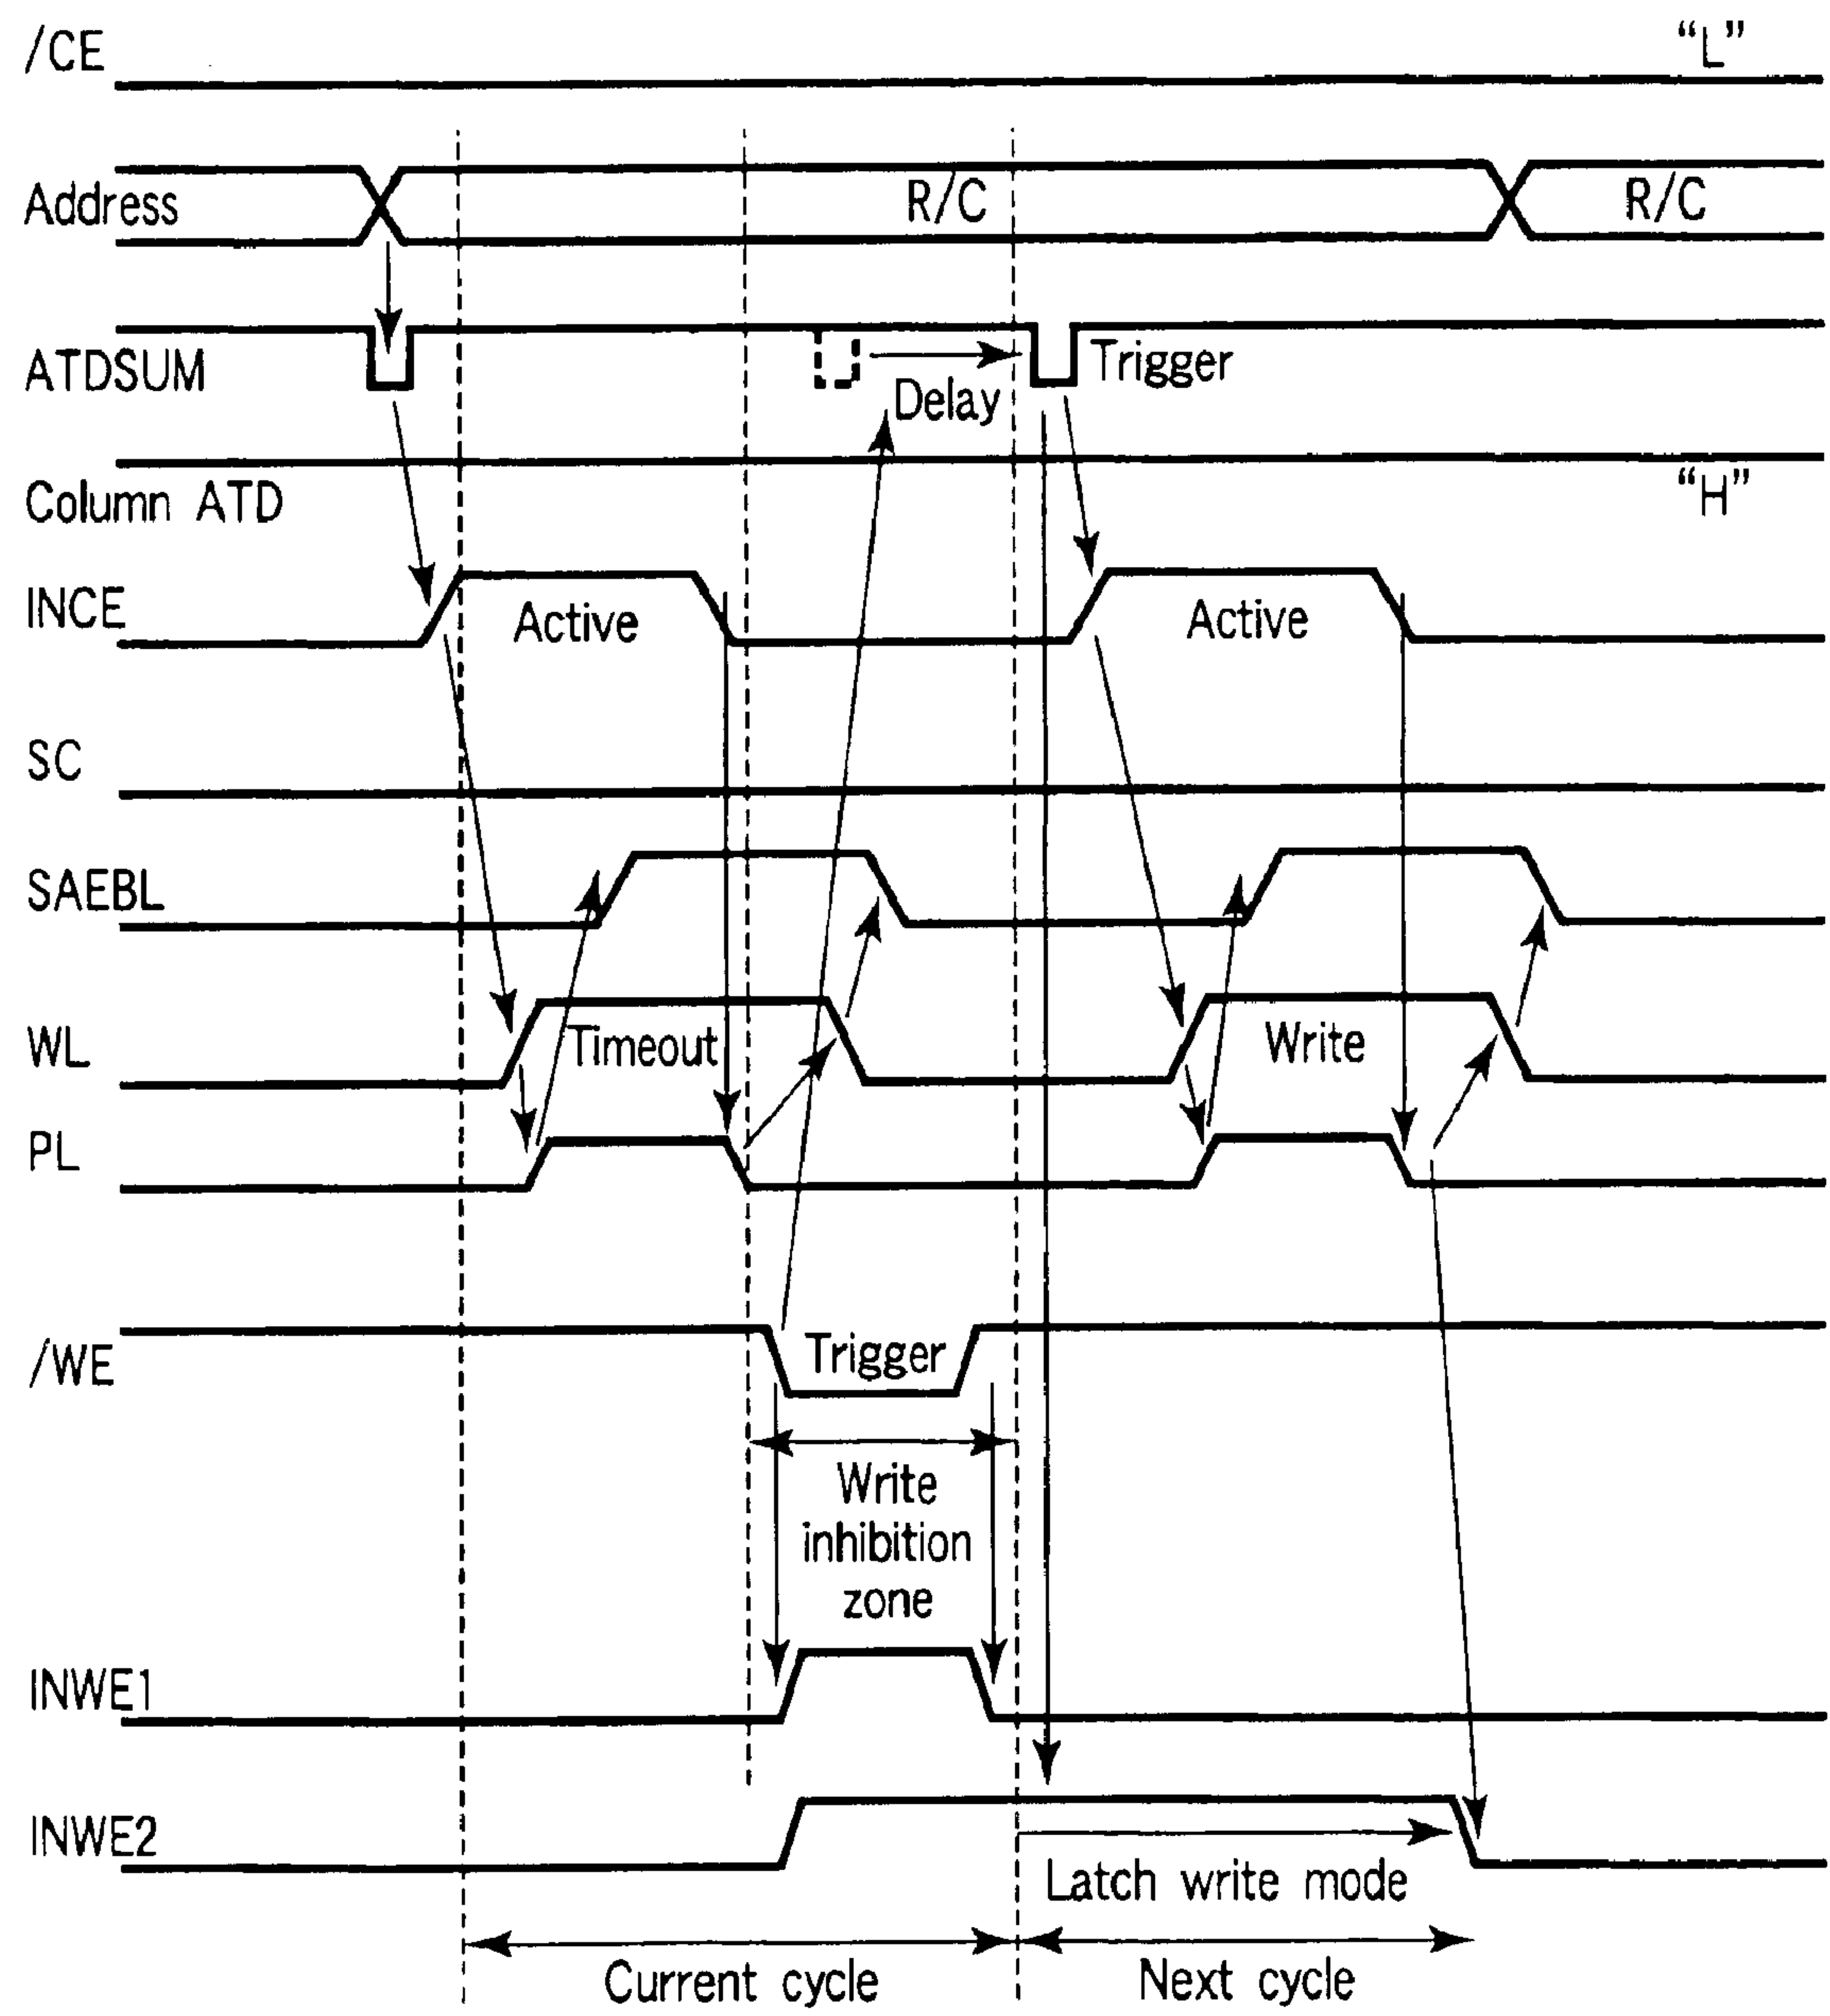 /CE
“L”
Address
R/C
R/C
ATDSUM
Trigger
Delay
Column ATD
“H”
INCE
Active
Active
SC
SAEBL
WL
Timeout
Write
PL
/WE
Trigger
Write
inhibition
zone
INWE1
INWE2
Latch write mode
Current cycle
Next cycle